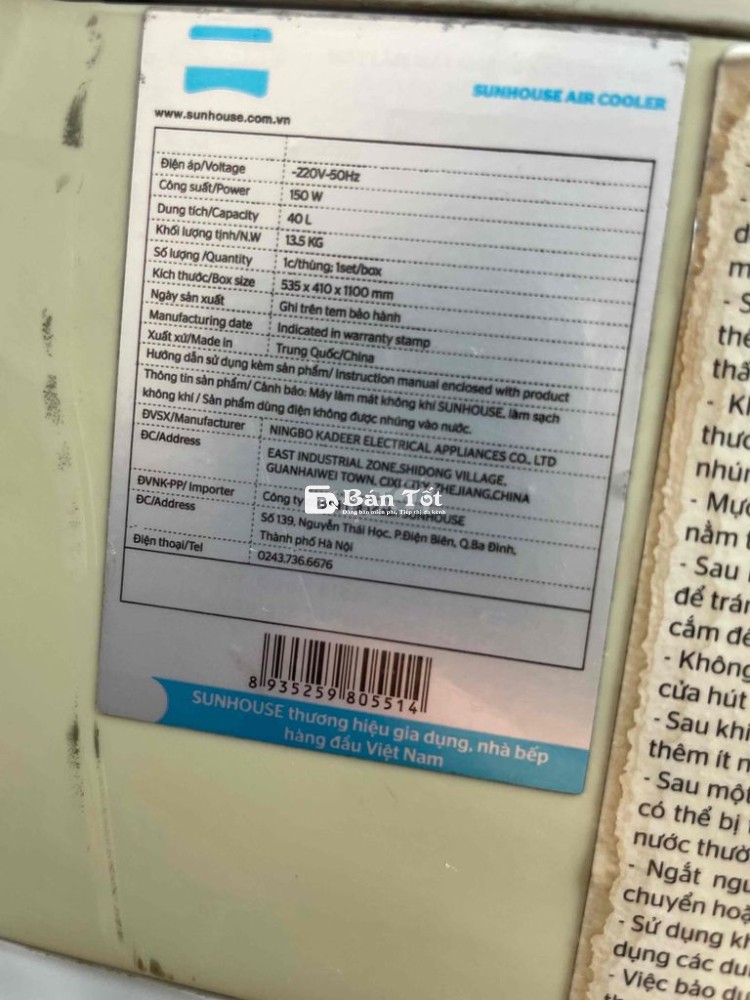 SUNHOUSE AIR COOLER
www.sunhouse.com.vn
Điện áp/Voltage ~220V-50Hz
Công suất/Power 150 W
Dung tích/Capacity 40 L
Khối lượng tịnh/N.W 13.5 KG
Số lượng /Quantity 1c/thùng; 1set/box
Kích thước/Box size 535 x 410 x 1100 mm
Ngày sản xuất Ghi trên tem bảo hành
Manufacturing date Indicated in warranty stamp
Xuất xứ/Made in Trung Quốc/China
Hướng dẫn sử dụng kèm sản phẩm/ Instruction manual enclosed with product
Thông tin sản phẩm/ Cảnh báo: Máy làm mát không khí SUNHOUSE, làm sạch
không khí / Sản phẩm dùng điện không được nhúng vào nước.
ĐVSX/Manufacturer NINGBO KADEER ELECTRICAL APPLIANCES CO., LTD
ĐC/Address EAST INDUSTRIAL ZONE,SHIDONG VILLAGE,
GUANHAIWEI TOWN, CIXI CITY,ZHEJIANG,CHINA
ĐVNK-PP/ Importer Công ty SUNHOUSE
ĐC/Address Số 139, Nguyễn Thái Học, P.Điện Biên, Q.Ba Đình,
Thành phố Hà Nội
Điện thoại/Tel 0243.736.6676
Bán Tốt
Đăng bán miễn phí, Tiếp thị đa kênh
8 935259 805514
SUNHOUSE thương hiệu gia dụng, nhà bếp
hàng đầu Việt Nam
- S
- Mực
nằm
- Sau
để trán
cắm
- Không
cửa hút
- Sau khi
thêm ít
- Sau một
có thể bị
nước
- Ngắt
chuyển hoặ
- Sử dụng
dụng các
- Việc bảo